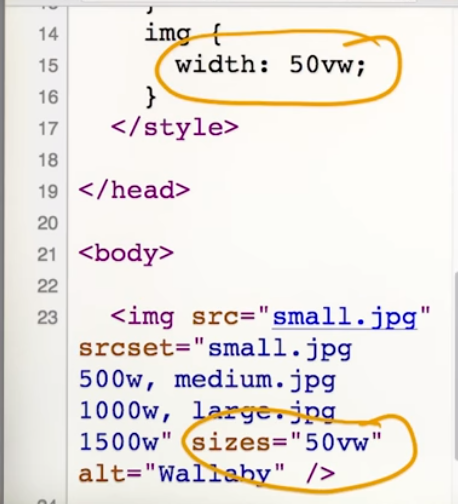 14 img {
15 width: 50vw;
16 }
17 </style>
18
19 </head>
20
21 <body>
22
23 <img src="small.jpg"
srcset="small.jpg
500w, medium.jpg
1000w, large.jpg
1500w" sizes="50vw"
alt="Wallaby" />